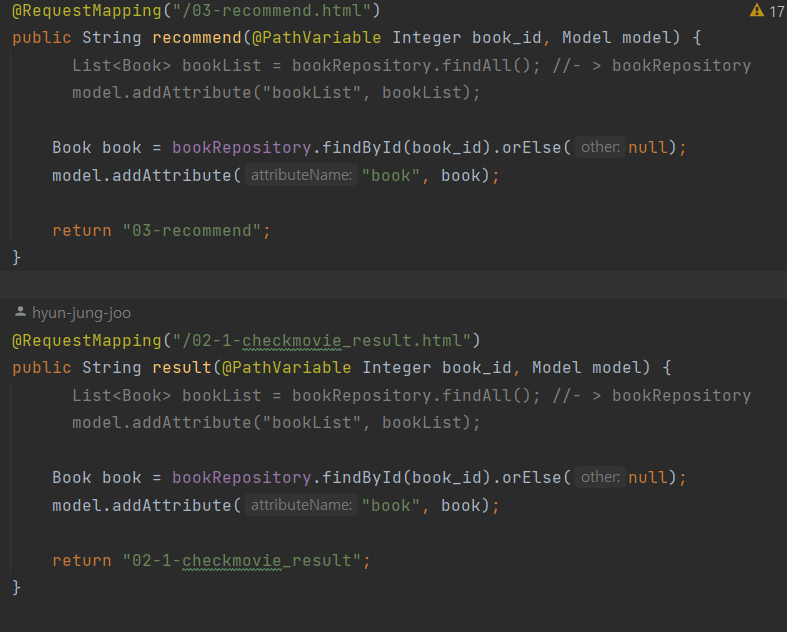 @RequestMapping("/03-recommend.html") 17
public String recommend(@PathVariable Integer book_id, Model model) {
List<Book> bookList = bookRepository.findAll(); //- > bookRepository
model.addAttribute("bookList", bookList);
Book book = bookRepository.findById(book_id).orElse( other: null);
model.addAttribute( attributeName: "book", book);
return "03-recommend";
}
hyun-jung-joo
@RequestMapping("/02-1-checkmovie_result.html")
public String result(@PathVariable Integer book_id, Model model) {
List<Book> bookList = bookRepository.findAll(); //- > bookRepository
model.addAttribute("bookList", bookList);
Book book = bookRepository.findById(book_id).orElse( other: null);
model.addAttribute( attributeName: "book", book);
return "02-1-checkmovie_result";
}